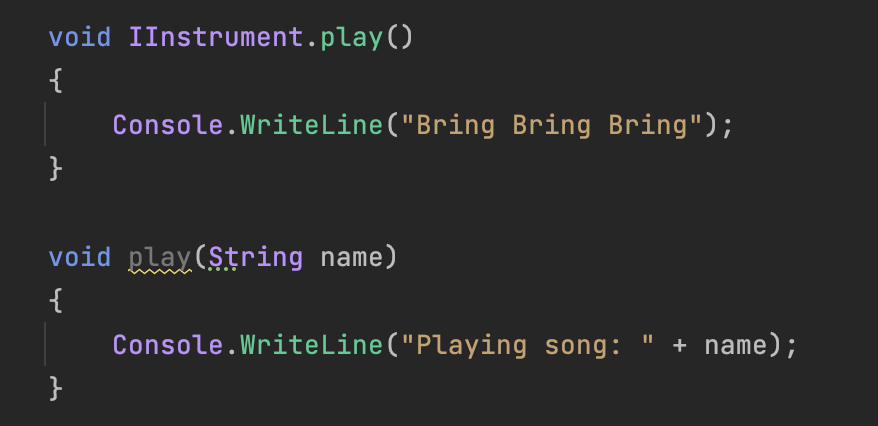 void IInstrument.play()
{
    Console.WriteLine("Bring Bring Bring");
}
void play(String name)
{
    Console.WriteLine("Playing song: " + name);
}